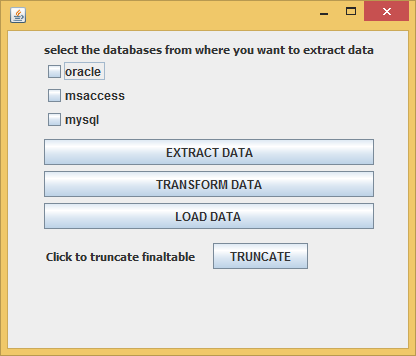 select the databases from where you want to extract data
oracle
msaccess
mysql
EXTRACT DATA
TRANSFORM DATA
LOAD DATA
Click to truncate finaltable TRUNCATE